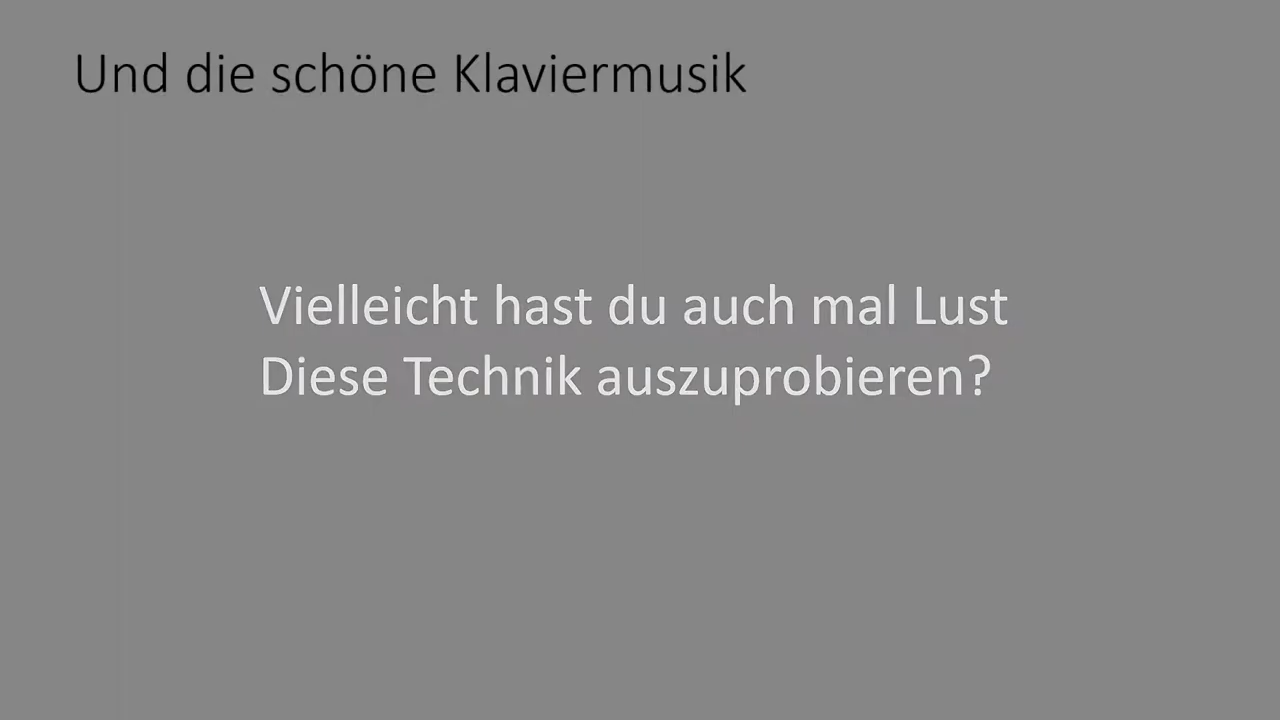 Und die schöne Klaviermusik
Vielleicht hast du auch mal Lust
Diese Technik auszuprobieren?